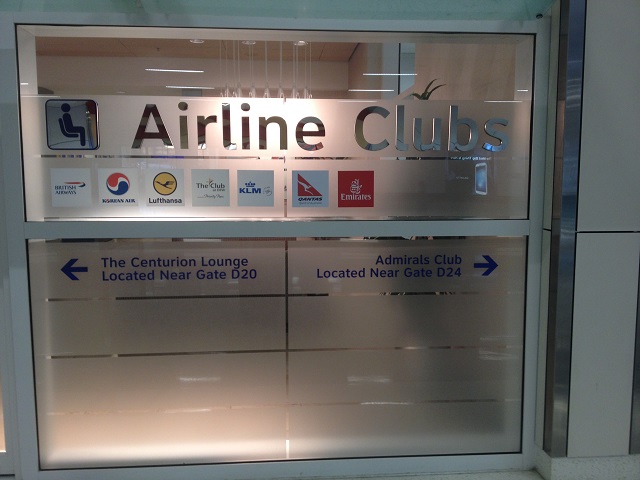 Airline Clubs
BRITISH AIRWAYS
KOREAN AIR
Lufthansa
The Club
KLM
QANTAS
Emirates
The Centurion Lounge
Located Near Gate D20
Admirals Club
Located Near Gate D24